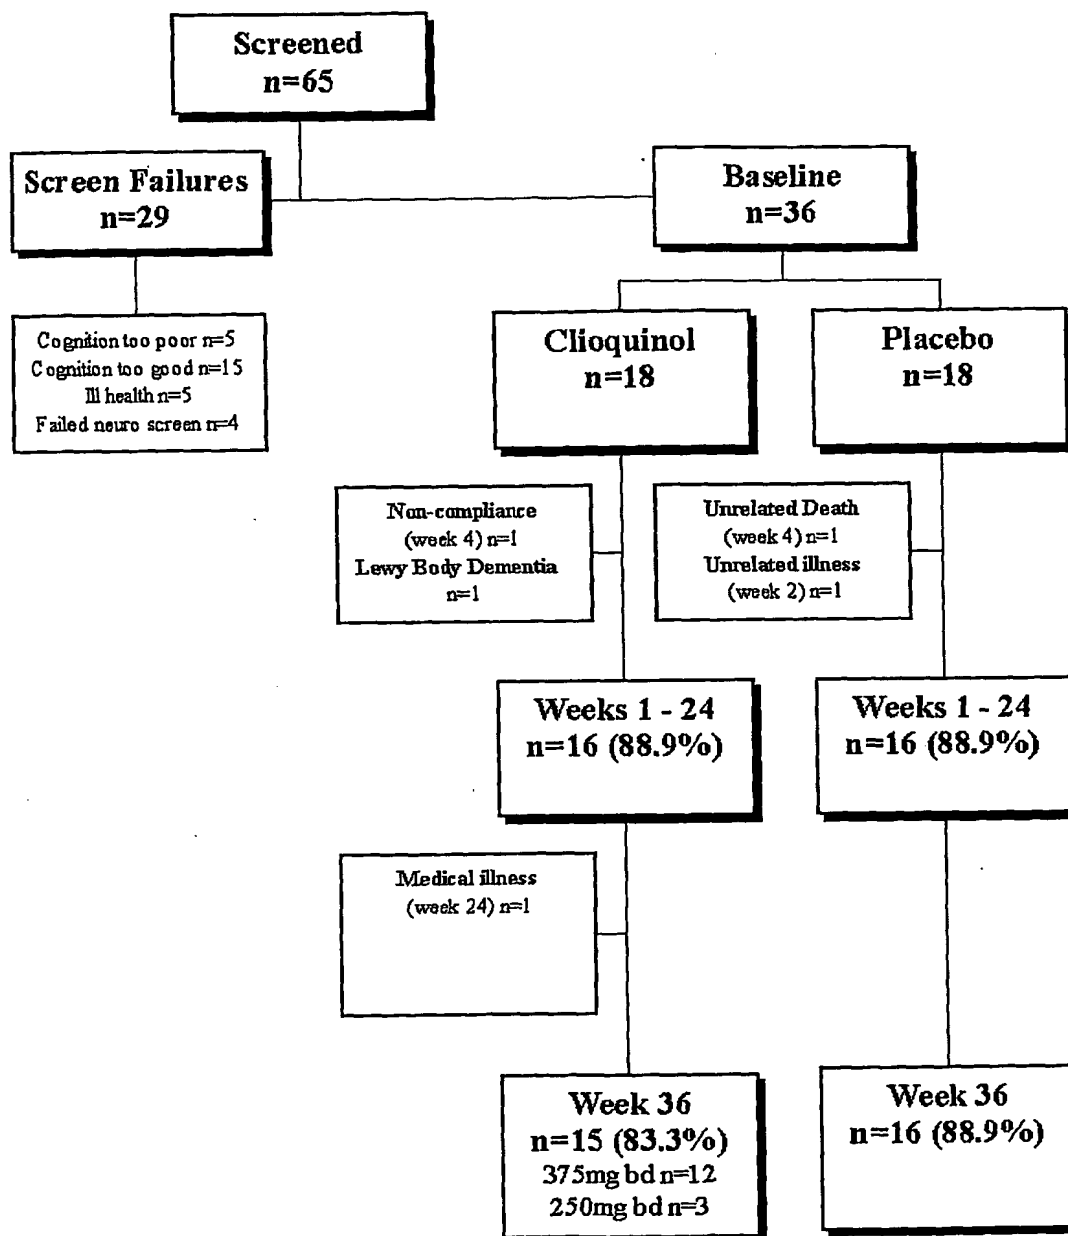 Screened
n=65
Screen Failures
n=29
Baseline
n=36
Cognition too poor n=5
Cognition too good n=15
Ill health n=5
Failed neuro screen n=4
Clioquinol
n=18
Placebo
n=18
Non-compliance
(week 4) n=1
Lewy Body Dementia
n=1
Unrelated Death
(week 4) n=1
Unrelated illness
(week 2) n=1
Weeks 1 - 24
n=16 (88.9%)
Weeks 1 - 24
n=16 (88.9%)
Medical illness
(week 24) n=1
Week 36
n=15 (83.3%)
375mg bd n=12
250mg bd n=3
Week 36
n=16 (88.9%)